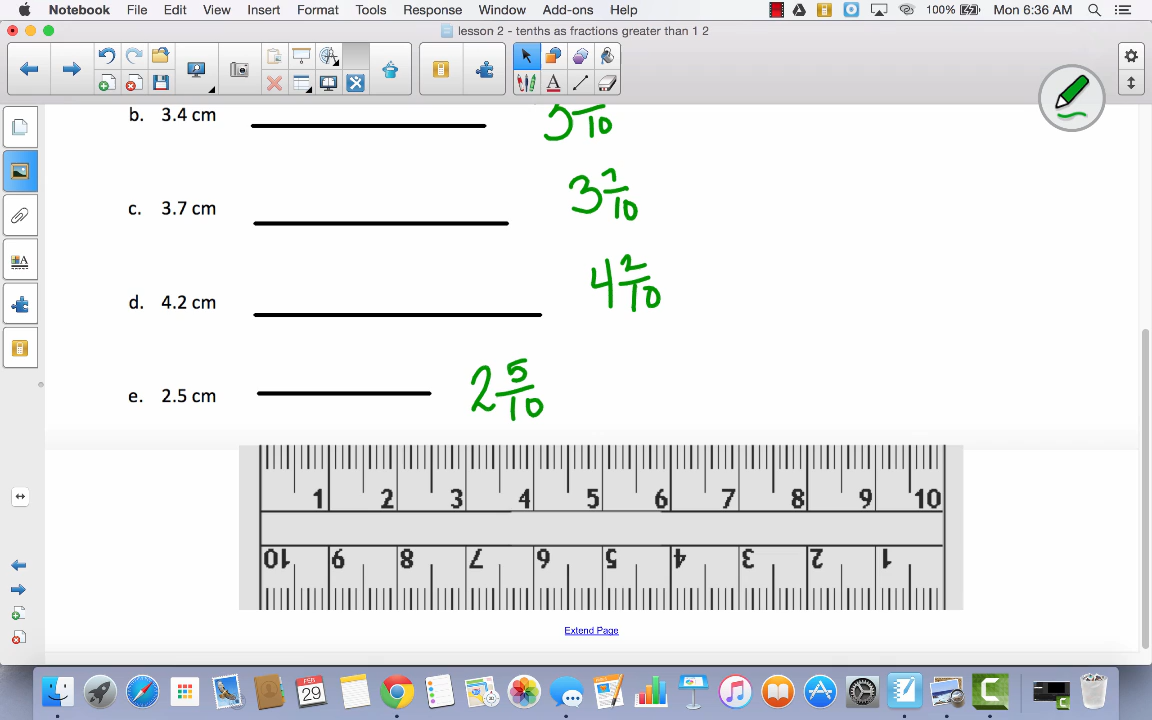 Notebook File Edit View Insert Format Tools Response Window Add-ons Help 100% Mon 6:36 AM
lesson 2 - tenths as fractions greater than 1 2
b. 3.4 cm 10
c. 3.7 cm 3 7/10
d. 4.2 cm 4 2/10
e. 2.5 cm 2 5/10
1 2 3 4 5 6 7 8 9 10
10 9 8 7 6 5 4 3 2 1
Extend Page
FEB
29